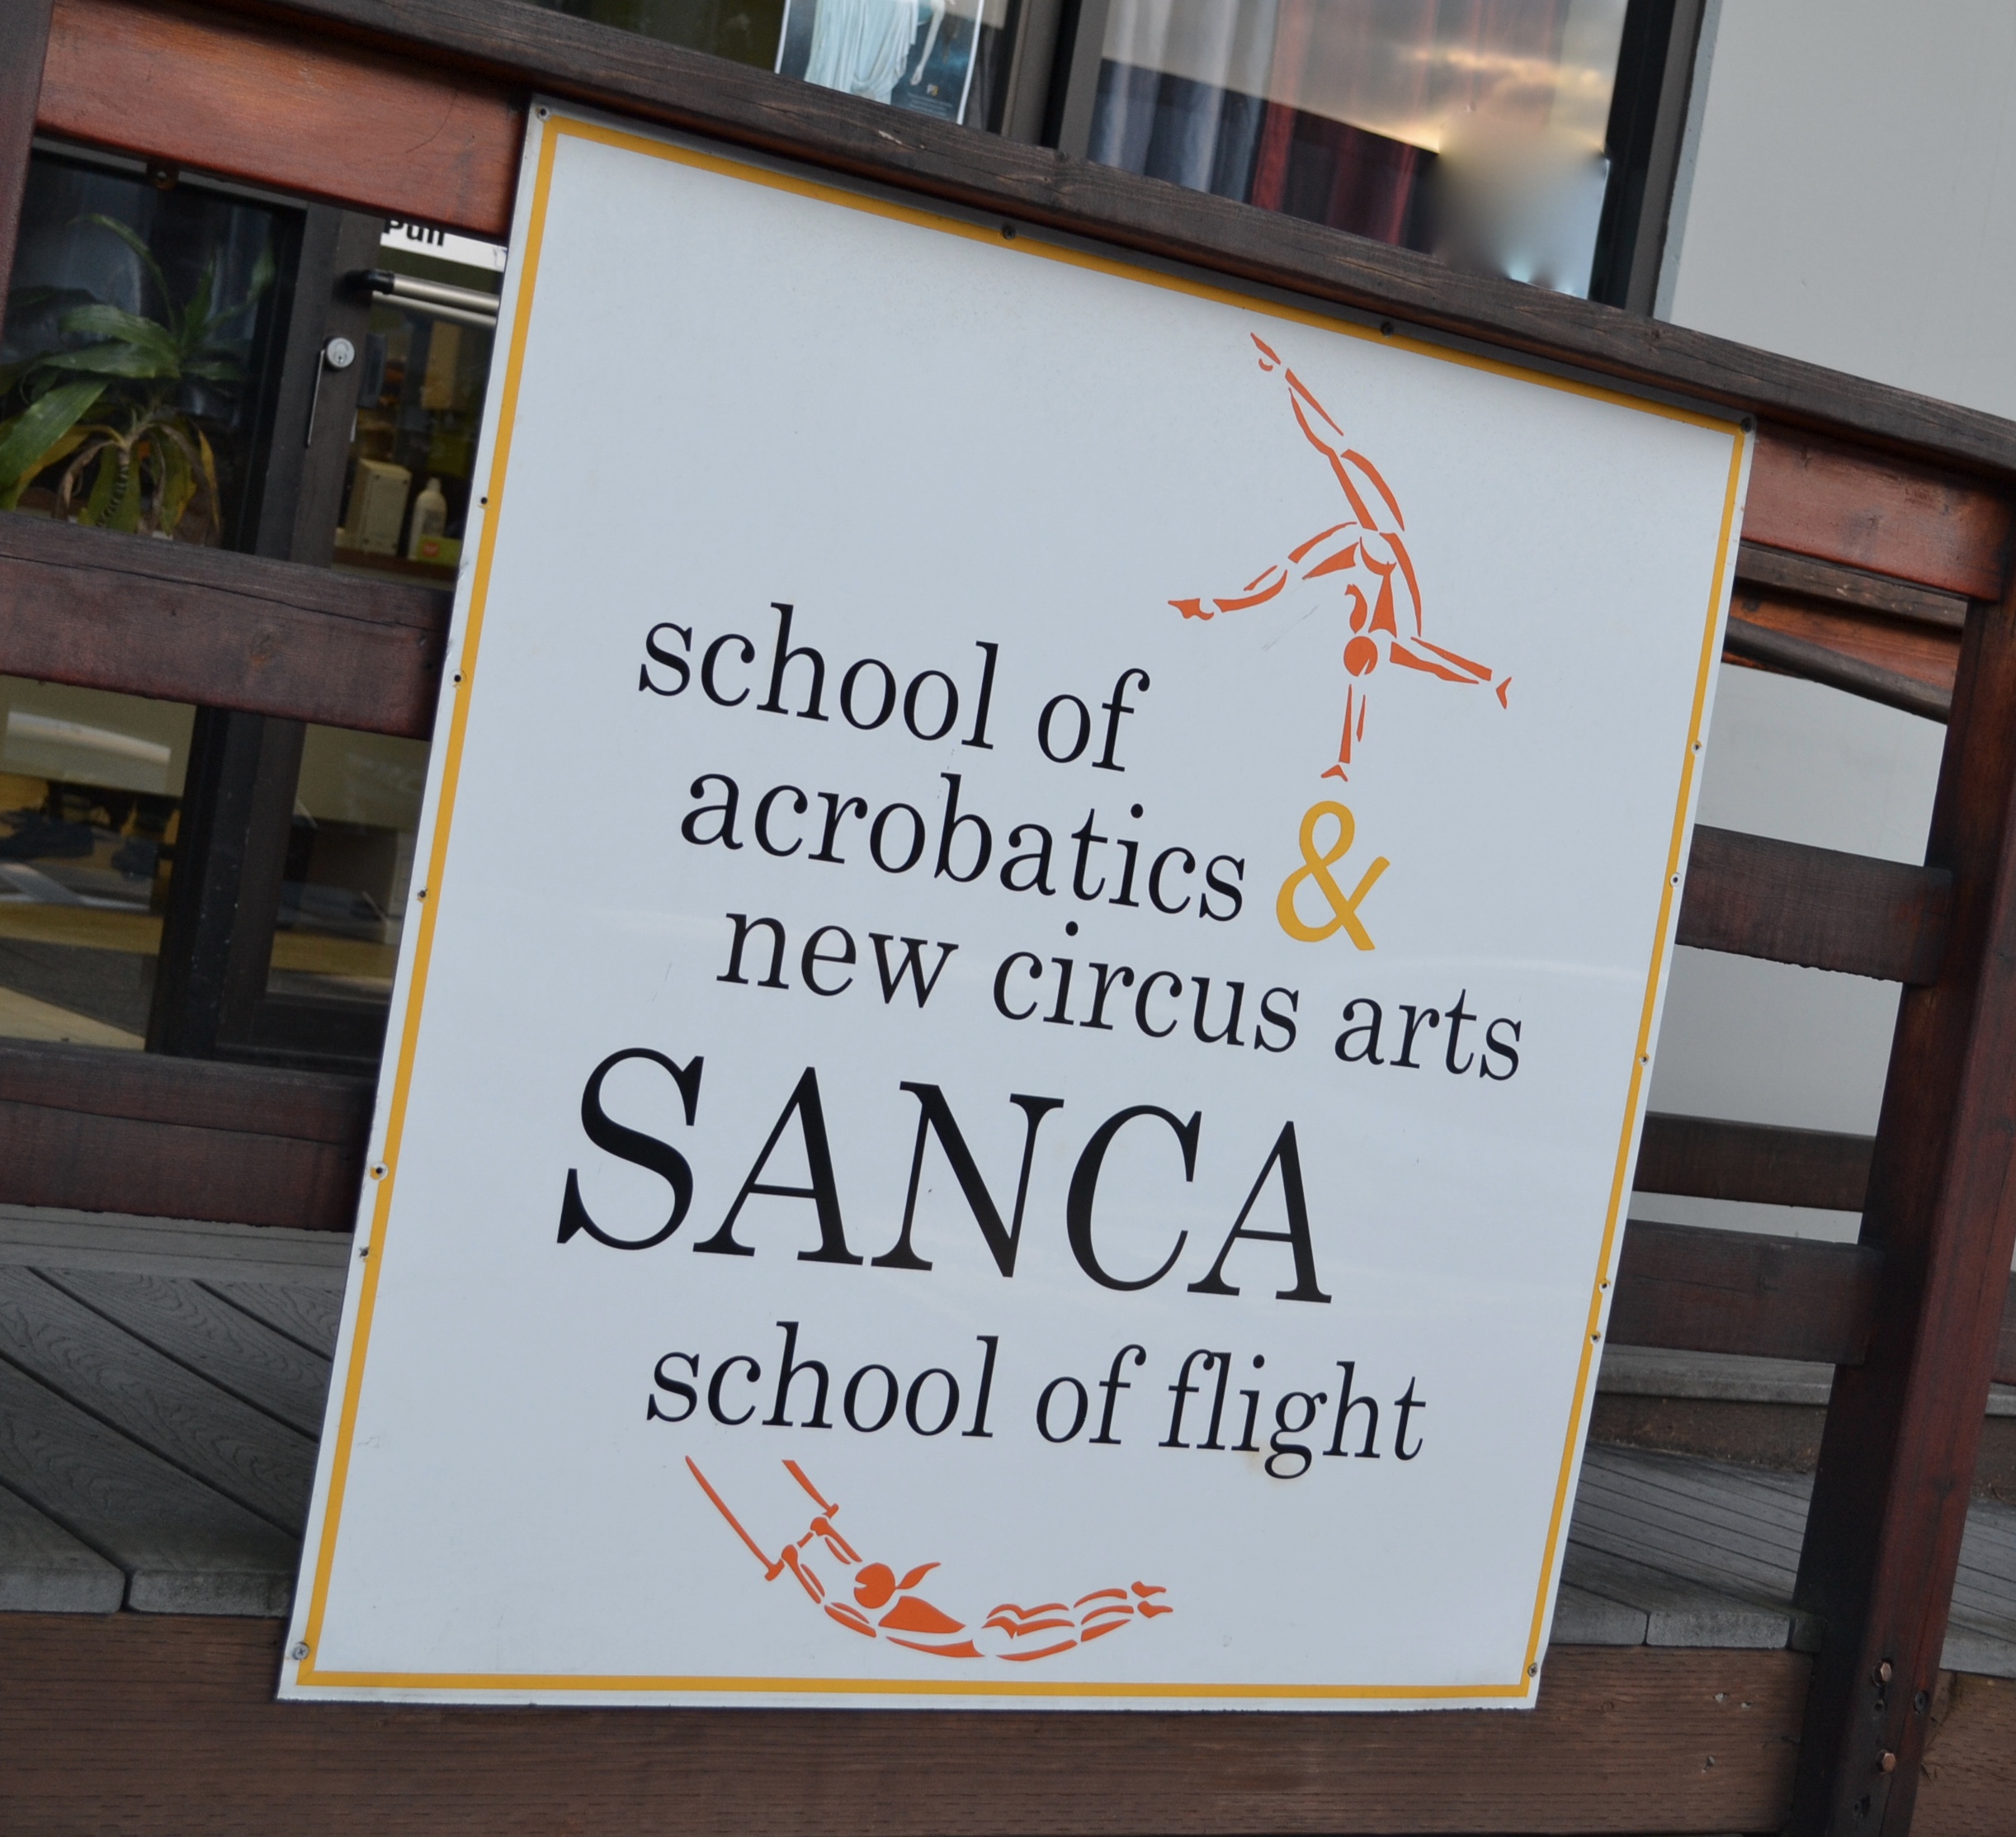 Pull
school of
acrobatics &
new circus arts
SANCA
school of flight